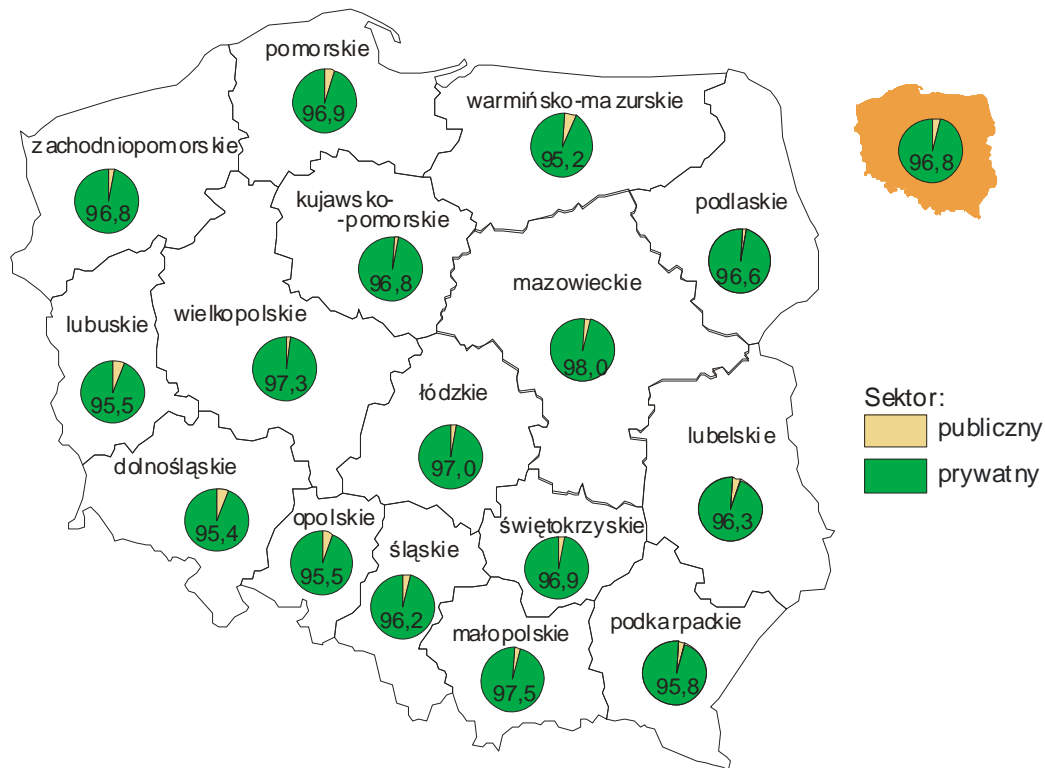 pomorskie
96,9
warmińsko-mazurskie
95,2
96,8
zachodniopomorskie
96,8
kujawsko-
-pomorskie
96,8
podlaskie
96,6
mazowieckie
98,0
wielkopolskie
97,3
lubuskie
95,5
łódzkie
97,0
Sektor:
publiczny
prywatny
lubelskie
96,3
dolnośląskie
95,4
opolskie
95,5
śląskie
96,2
świętokrzyskie
96,9
małopolskie
97,5
podkarpackie
95,8